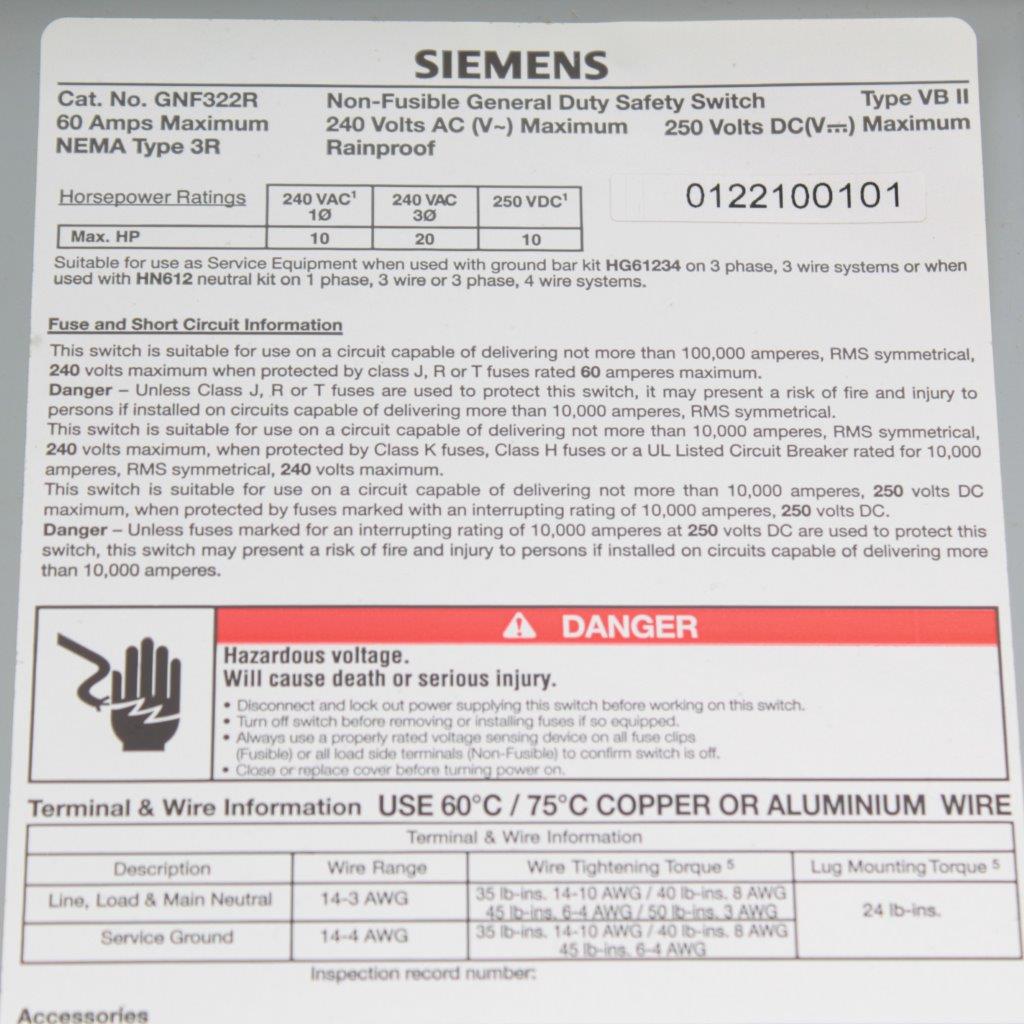 SIEMENS
Cat. No. GNF322R Non-Fusible General Duty Safety Switch Type VB II
60 Amps Maximum 240 Volts AC (V~) Maximum 250 Volts DC(V⎓) Maximum
NEMA Type 3R Rainproof
Horsepower Ratings 240 VAC¹ 1Ø 240 VAC 3Ø 250 VDC¹
0122100101
Max. HP 10 20 10
Suitable for use as Service Equipment when used with ground bar kit HG61234 on 3 phase, 3 wire systems or when
used with HN612 neutral kit on 1 phase, 3 wire or 3 phase, 4 wire systems.
Fuse and Short Circuit Information
This switch is suitable for use on a circuit capable of delivering not more than 100,000 amperes, RMS symmetrical,
240 volts maximum when protected by class J, R or T fuses rated 60 amperes maximum.
Danger – Unless Class J, R or T fuses are used to protect this switch, it may present a risk of fire and injury to
persons if installed on circuits capable of delivering more than 10,000 amperes, RMS symmetrical.
This switch is suitable for use on a circuit capable of delivering not more than 10,000 amperes, RMS symmetrical,
240 volts maximum, when protected by Class K fuses, Class H fuses or a UL Listed Circuit Breaker rated for 10,000
amperes, RMS symmetrical, 240 volts maximum.
This switch is suitable for use on a circuit capable of delivering not more than 10,000 amperes, 250 volts DC
maximum, when protected by fuses marked with an interrupting rating of 10,000 amperes, 250 volts DC.
Danger – Unless fuses marked for an interrupting rating of 10,000 amperes at 250 volts DC are used to protect this
switch, this switch may present a risk of fire and injury to persons if installed on circuits capable of delivering more
than 10,000 amperes.
DANGER
Hazardous voltage.
Will cause death or serious injury.
• Disconnect and lock out power supplying this switch before working on this switch.
• Turn off switch before removing or installing fuses if so equipped.
• Always use a properly rated voltage sensing device on all fuse clips
(Fusible) or all load side terminals (Non-Fusible) to confirm switch is off.
• Close or replace cover before turning power on.
Terminal & Wire Information USE 60°C / 75°C COPPER OR ALUMINIUM WIRE
Terminal & Wire Information
Description Wire Range Wire Tightening Torque ⁵ Lug Mounting Torque ⁵
Line, Load & Main Neutral 14-3 AWG 35 lb-ins. 14-10 AWG / 40 lb-ins. 8 AWG
45 lb-ins. 6-4 AWG / 50 lb-ins. 3 AWG 24 lb-ins.
Service Ground 14-4 AWG 35 lb-ins. 14-10 AWG / 40 lb-ins. 8 AWG
45 lb-ins. 6-4 AWG
Inspection record number:
Accessories